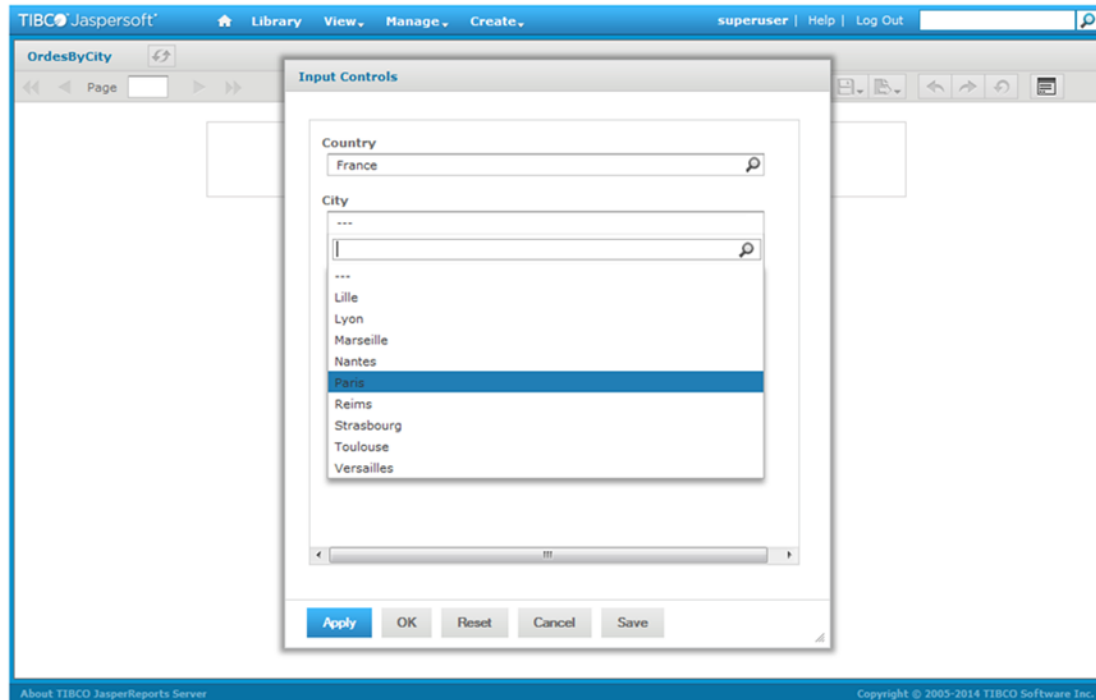 TIBCO Jaspersoft® Library View Manage Create superuser | Help | Log Out
OrdesByCity
Page
Input Controls
Country
France
City
---
---
Lille
Lyon
Marseille
Nantes
Paris
Reims
Strasbourg
Toulouse
Versailles
Apply OK Reset Cancel Save
About TIBCO JasperReports Server Copyright © 2005-2014 TIBCO Software Inc.